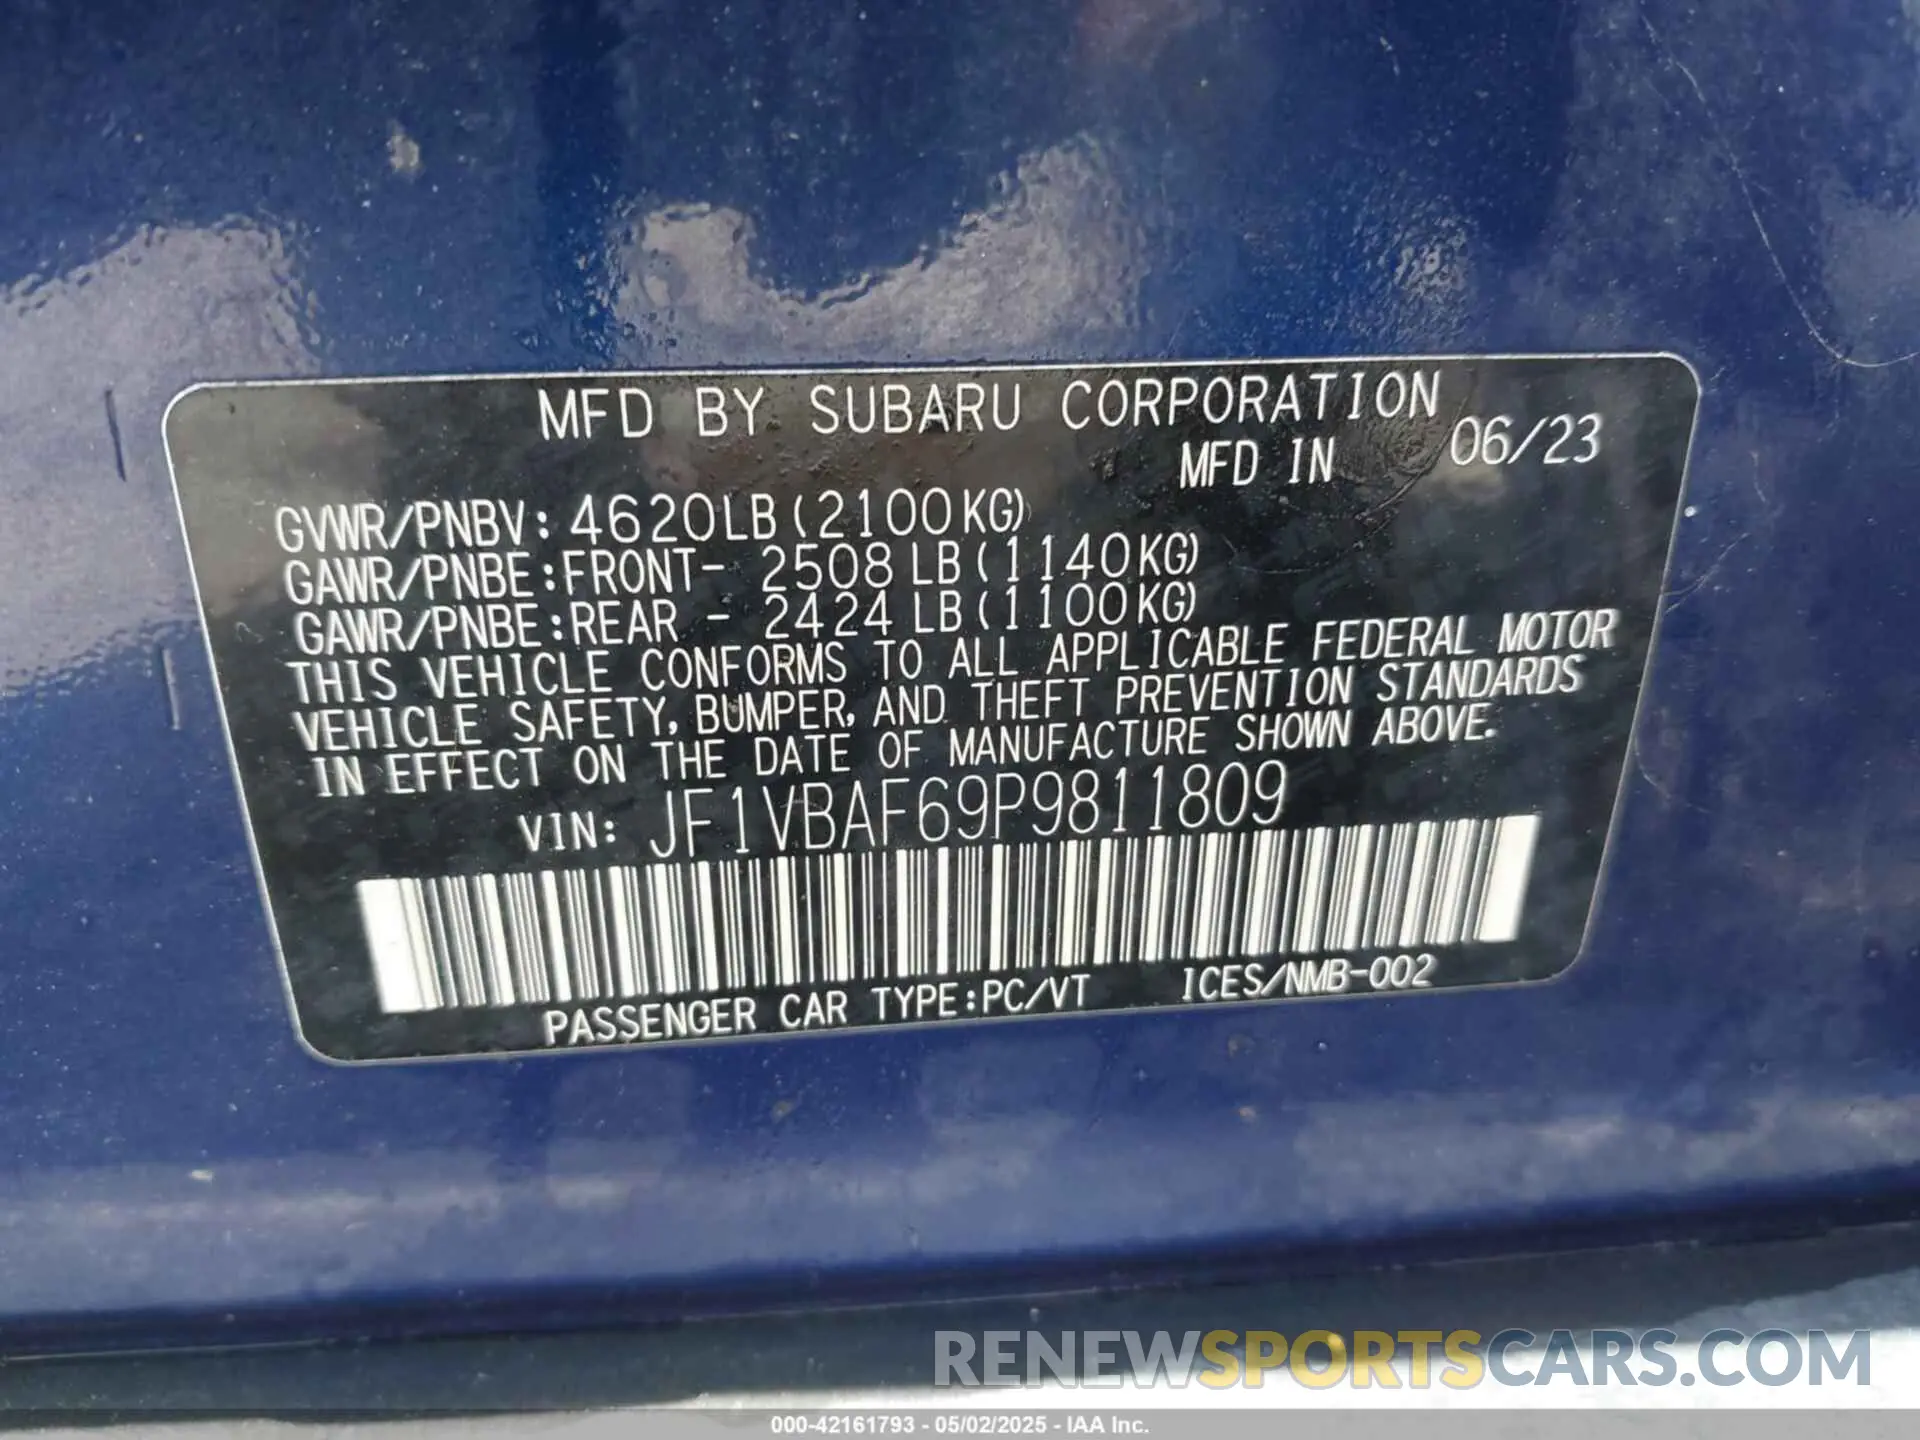 MFD BY SUBARU CORPORATION
MFD IN 06/23
GVWR/PNBV: 4620LB(2100KG)
GAWR/PNBE:FRONT- 2508 LB(1140KG)
GAWR/PNBE:REAR - 2424 LB(1100KG)
THIS VEHICLE CONFORMS TO ALL APPLICABLE FEDERAL MOTOR
VEHICLE SAFETY, BUMPER, AND THEFT PREVENTION STANDARDS
IN EFFECT ON THE DATE OF MANUFACTURE SHOWN ABOVE.
VIN: JF1VBAF69P9811809
PASSENGER CAR TYPE:PC/VT ICES/NMB-002
RENEWSPORTSCARS.COM
000-42161793 - 05/02/2025 - IAA Inc.